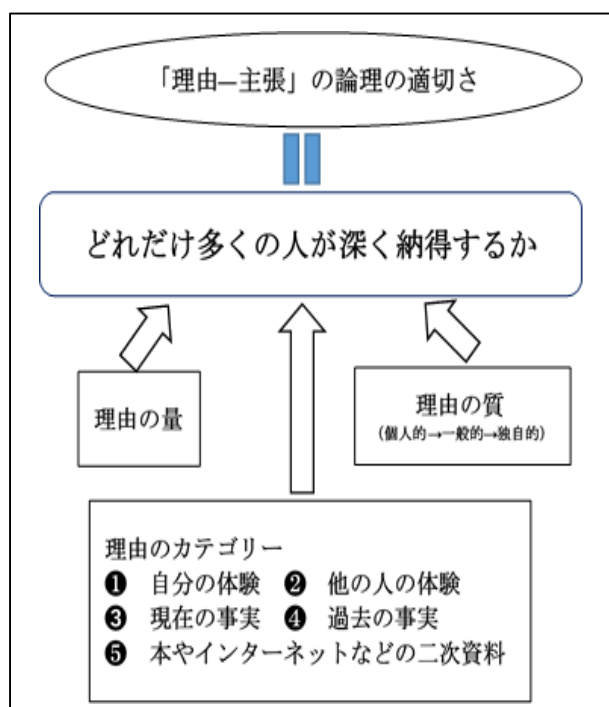 「理由―主張」の論理の適切さ
どれだけ多くの人が深く納得するか
理由の量
理由の質
（個人的→一般的→独自的）
理由のカテゴリー
❶　自分の体験　❷　他の人の体験
❸　現在の事実　❹　過去の事実
❺　本やインターネットなどの二次資料